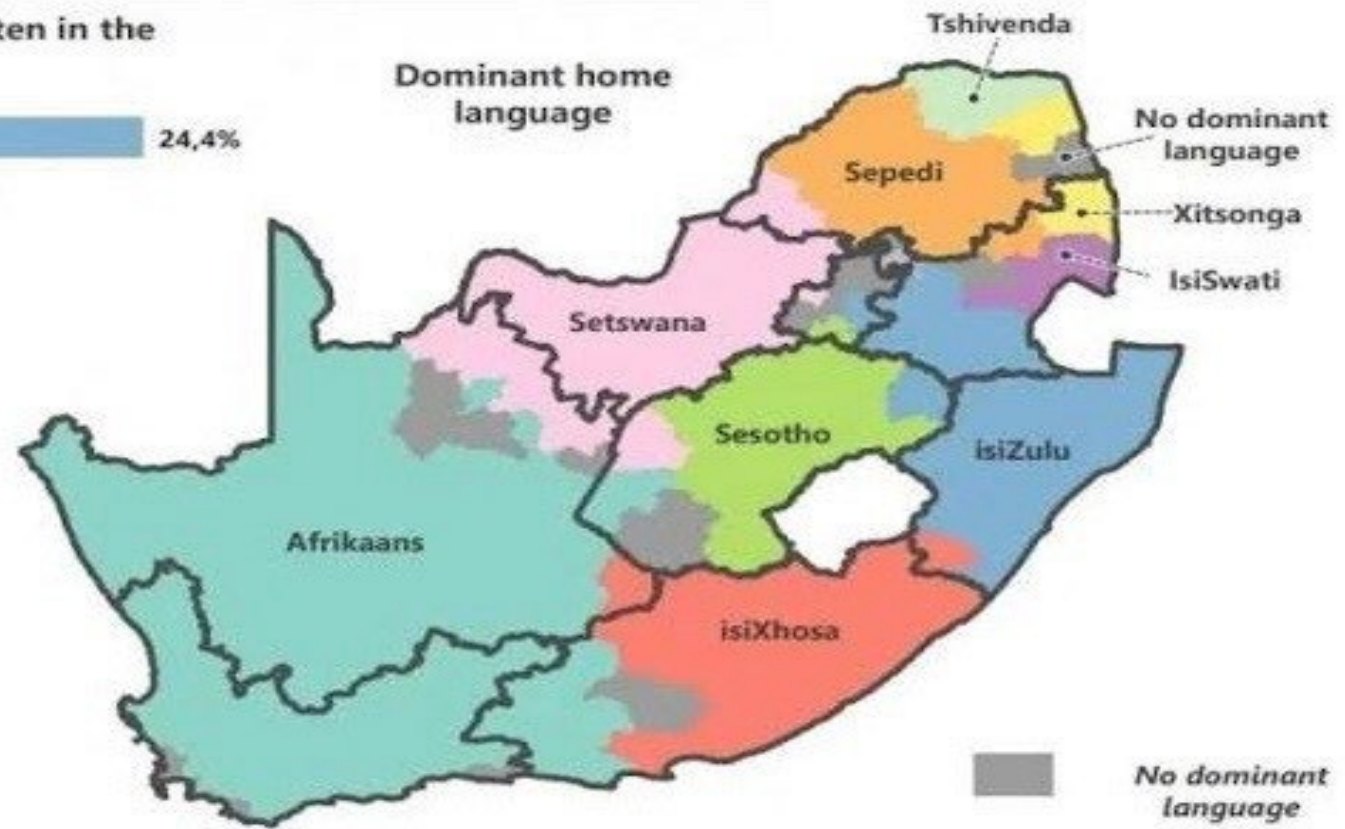 ten in the
Dominant home
language
24,4%
Tshivenda
No dominant
language
Sepedi
Xitsonga
IsiSwati
Setswana
Sesotho
isiZulu
Afrikaans
isiXhosa
No dominant
language